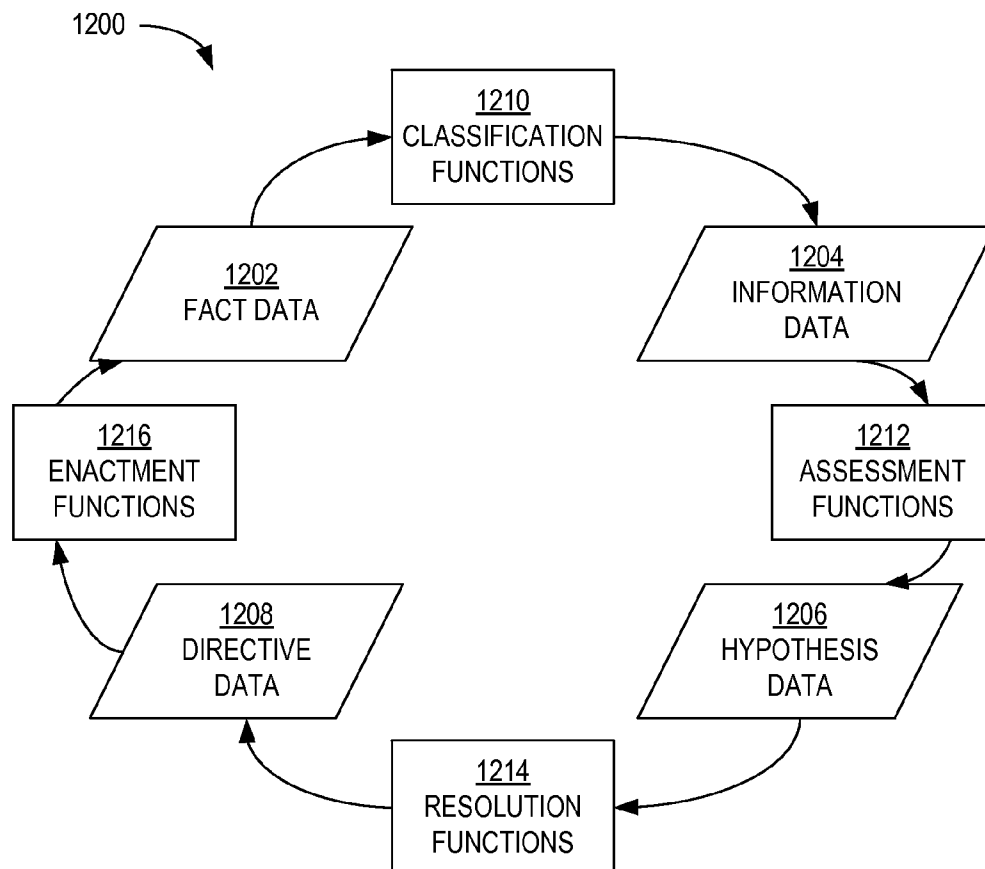 1200
1210
CLASSIFICATION
FUNCTIONS
1202
FACT DATA
1204
INFORMATION
DATA
1216
ENACTMENT
FUNCTIONS
1212
ASSESSMENT
FUNCTIONS
1208
DIRECTIVE
DATA
1206
HYPOTHESIS
DATA
1214
RESOLUTION
FUNCTIONS